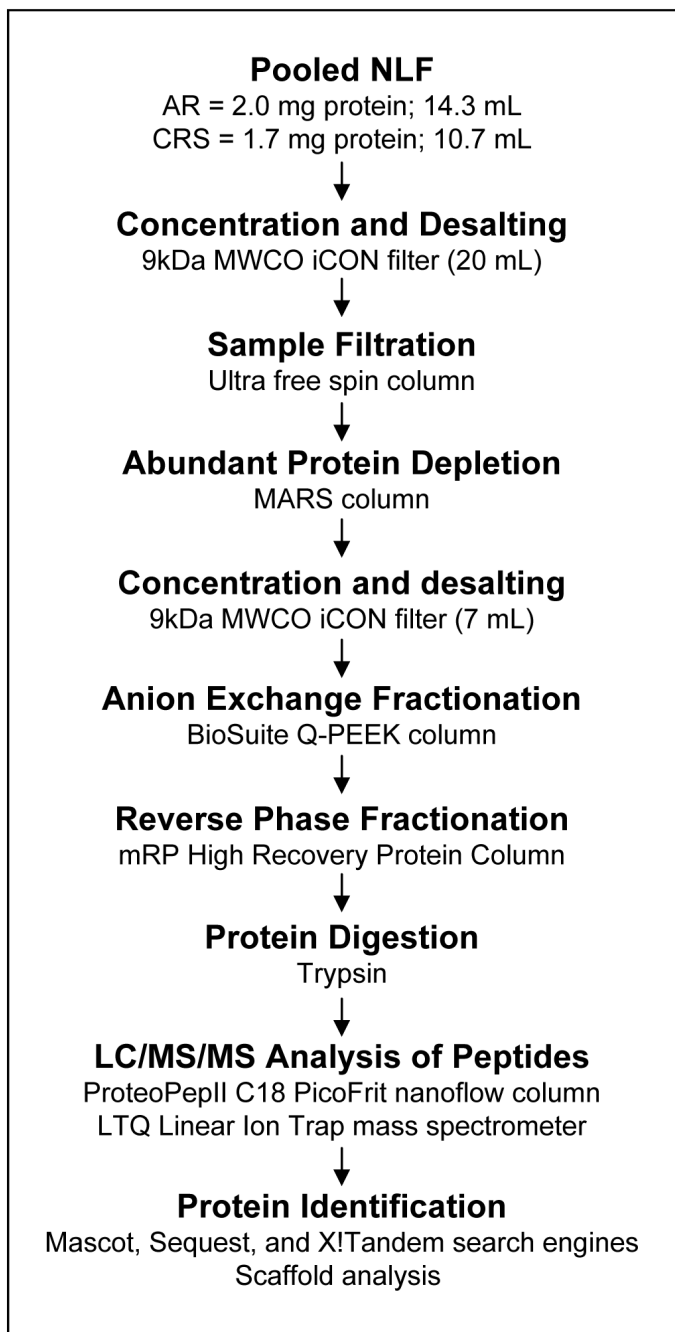 Pooled NLF
AR = 2.0 mg protein; 14.3 mL
CRS = 1.7 mg protein; 10.7 mL
Concentration and Desalting
9kDa MWCO iCON filter (20 mL)
Sample Filtration
Ultra free spin column
Abundant Protein Depletion
MARS column
Concentration and desalting
9kDa MWCO iCON filter (7 mL)
Anion Exchange Fractionation
BioSuite Q-PEEK column
Reverse Phase Fractionation
mRP High Recovery Protein Column
Protein Digestion
Trypsin
LC/MS/MS Analysis of Peptides
ProteoPepII C18 PicoFrit nanoflow column
LTQ Linear Ion Trap mass spectrometer
Protein Identification
Mascot, Sequest, and X!Tandem search engines
Scaffold analysis